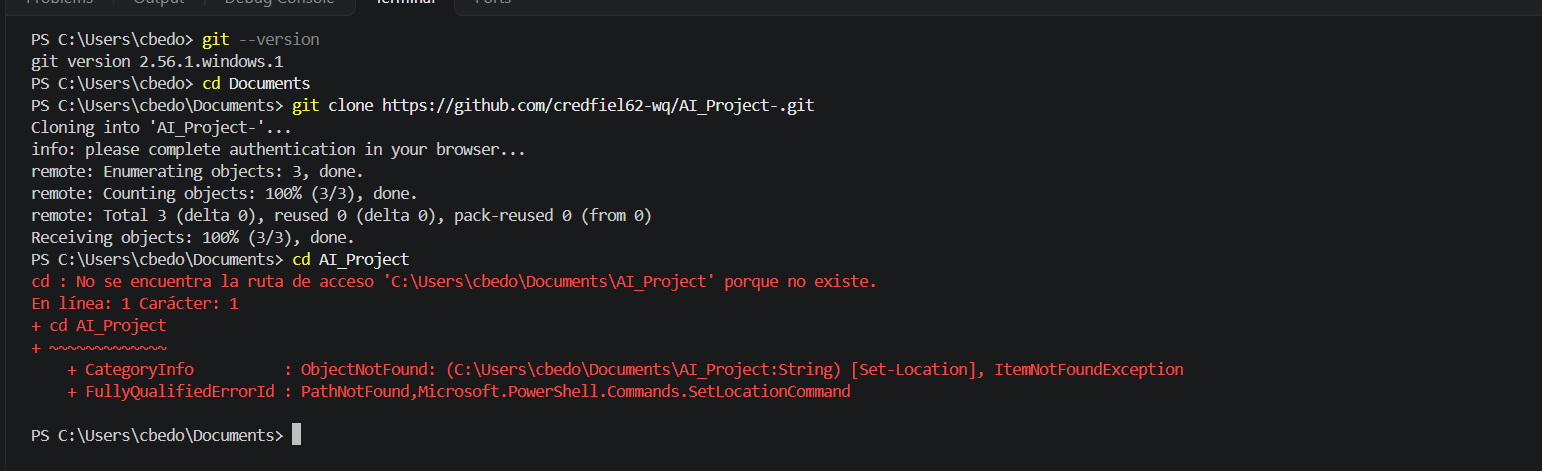 Problems Output Debug Console Terminal Ports
PS C:\Users\cbedo> git --version
git version 2.56.1.windows.1
PS C:\Users\cbedo> cd Documents
PS C:\Users\cbedo\Documents> git clone https://github.com/credfiel62-wq/AI_Project-.git
Cloning into 'AI_Project-'...
info: please complete authentication in your browser...
remote: Enumerating objects: 3, done.
remote: Counting objects: 100% (3/3), done.
remote: Total 3 (delta 0), reused 0 (delta 0), pack-reused 0 (from 0)
Receiving objects: 100% (3/3), done.
PS C:\Users\cbedo\Documents> cd AI_Project
cd : No se encuentra la ruta de acceso 'C:\Users\cbedo\Documents\AI_Project' porque no existe.
En línea: 1 Carácter: 1
+ cd AI_Project
+ ~~~~~~~~~~~~~
    + CategoryInfo          : ObjectNotFound: (C:\Users\cbedo\Documents\AI_Project:String) [Set-Location], ItemNotFoundException
    + FullyQualifiedErrorId : PathNotFound,Microsoft.PowerShell.Commands.SetLocationCommand
PS C:\Users\cbedo\Documents>